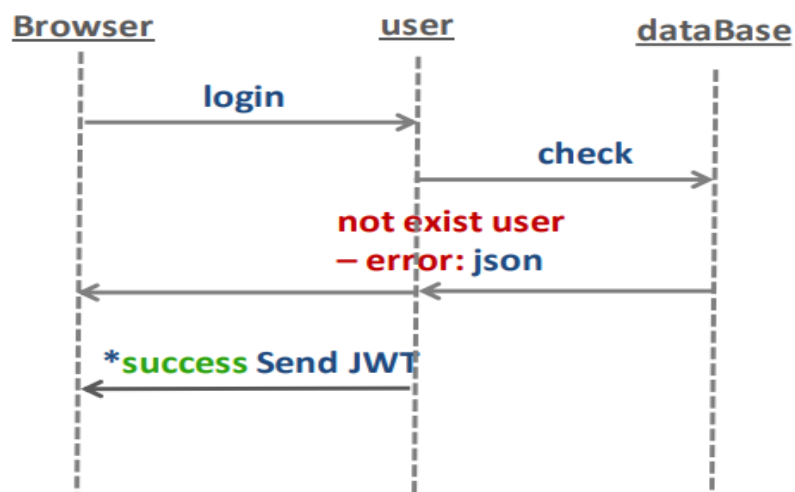 Browser user dataBase
login
check
not exist user
– error: json
*success Send JWT